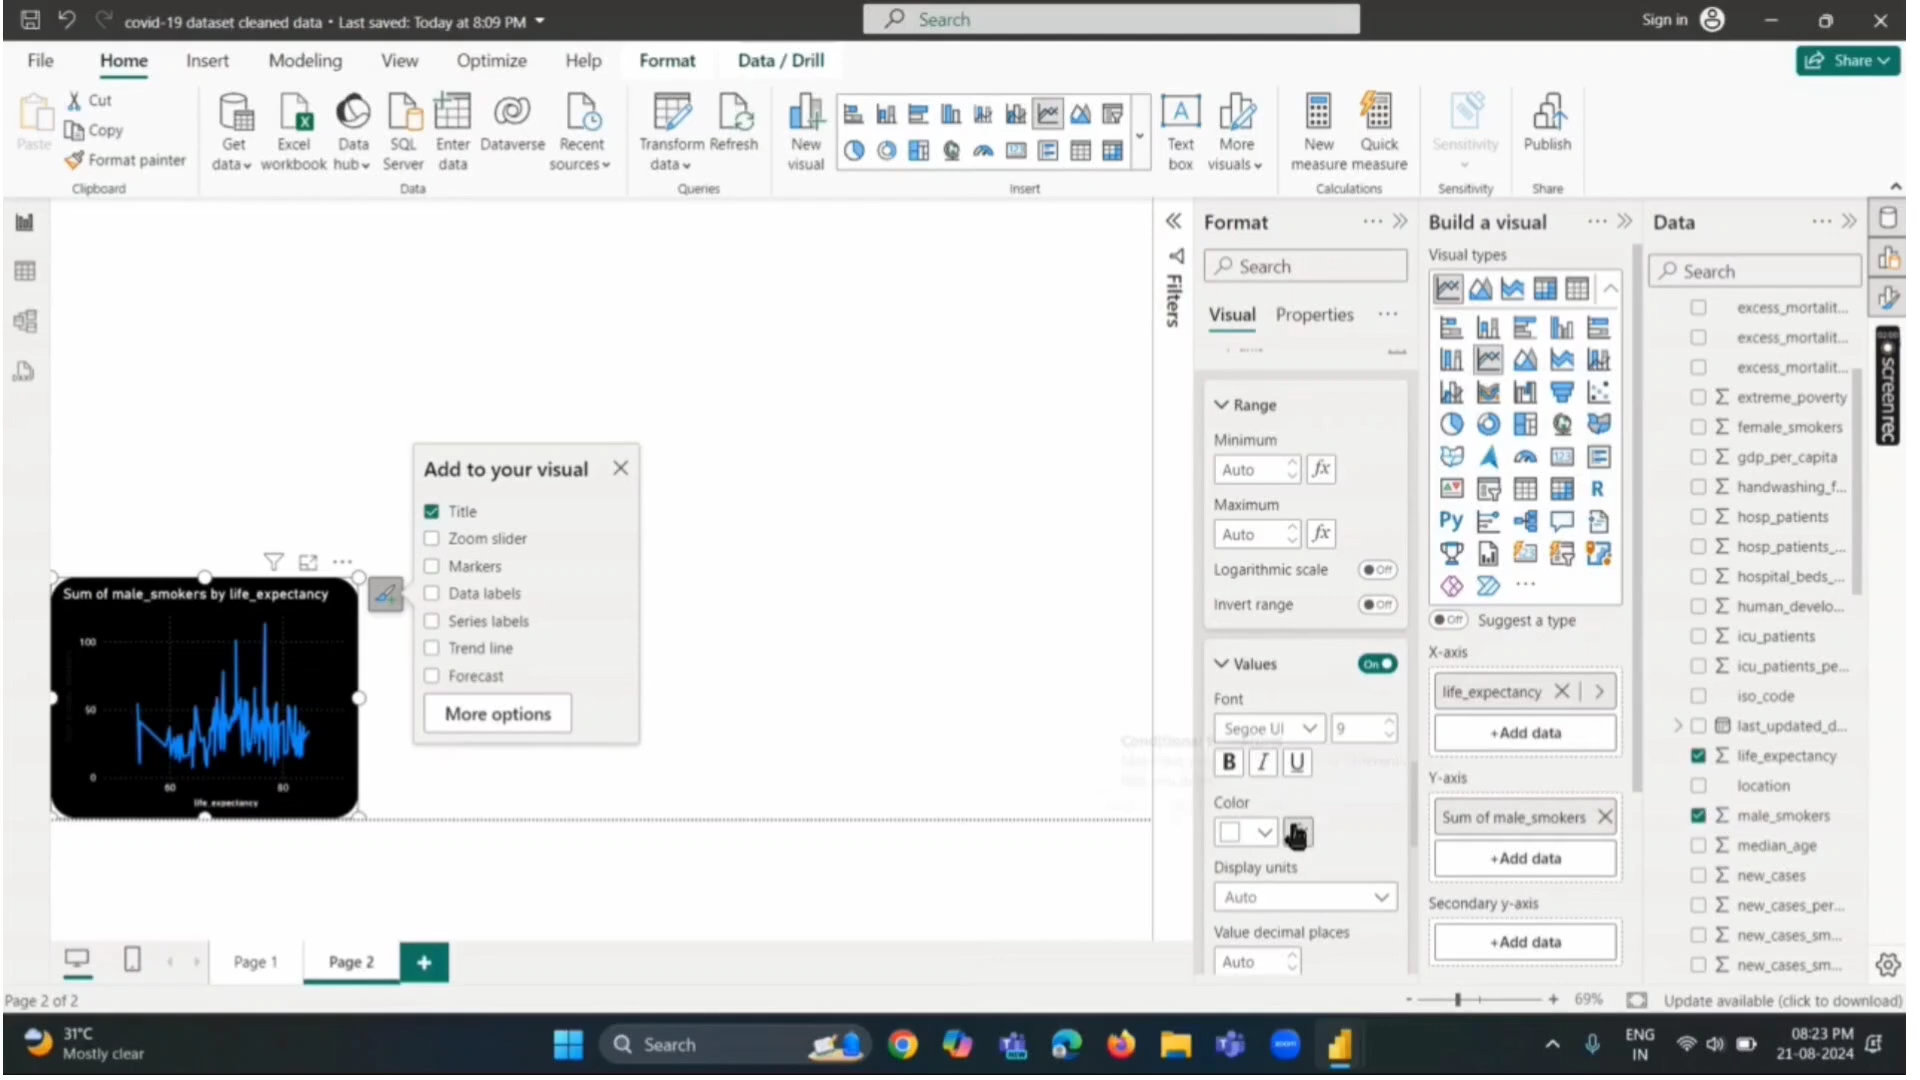 covid-19 dataset cleaned data • Last saved: Today at 8:09 PM
Search
Sign in
File
Home
Insert
Modeling
View
Optimize
Help
Format
Data / Drill
Share
Paste
Cut
Copy
Format painter
Clipboard
Get data
Excel workbook
Data hub
SQL Server
Enter data
Dataverse
Recent sources
Data
Transform data
Refresh
Queries
New visual
Text box
More visuals
Insert
New measure
Quick measure
Calculations
Sensitivity
Sensitivity
Publish
Share
Filters
Format
Search
Visual
Properties
Range
Minimum
Auto
fx
Maximum
Auto
fx
Logarithmic scale
Off
Invert range
Off
Values
On
Font
Segoe UI
9
B
I
U
Color
Display units
Auto
Value decimal places
Auto
Build a visual
Visual types
123
R
Py
Off
Suggest a type
X-axis
life_expectancy
+Add data
Y-axis
Sum of male_smokers
+Add data
Secondary y-axis
+Add data
Data
Search
excess_mortalit...
excess_mortalit...
excess_mortalit...
extreme_poverty
female_smokers
gdp_per_capita
handwashing_f...
hosp_patients
hosp_patients_...
hospital_beds_...
human_develo...
icu_patients
icu_patients_pe...
iso_code
last_updated_d...
life_expectancy
location
male_smokers
median_age
new_cases
new_cases_per...
new_cases_sm...
new_cases_sm...
screenrec
Add to your visual
Title
Zoom slider
Markers
Data labels
Series labels
Trend line
Forecast
More options
Sum of male_smokers by life_expectancy
100
50
0
60
80
life_expectancy
Page 1
Page 2
+
Page 2 of 2
69%
Update available (click to download)
31°C
Mostly clear
Search
zoom
ENG
IN
08:23 PM
21-08-2024